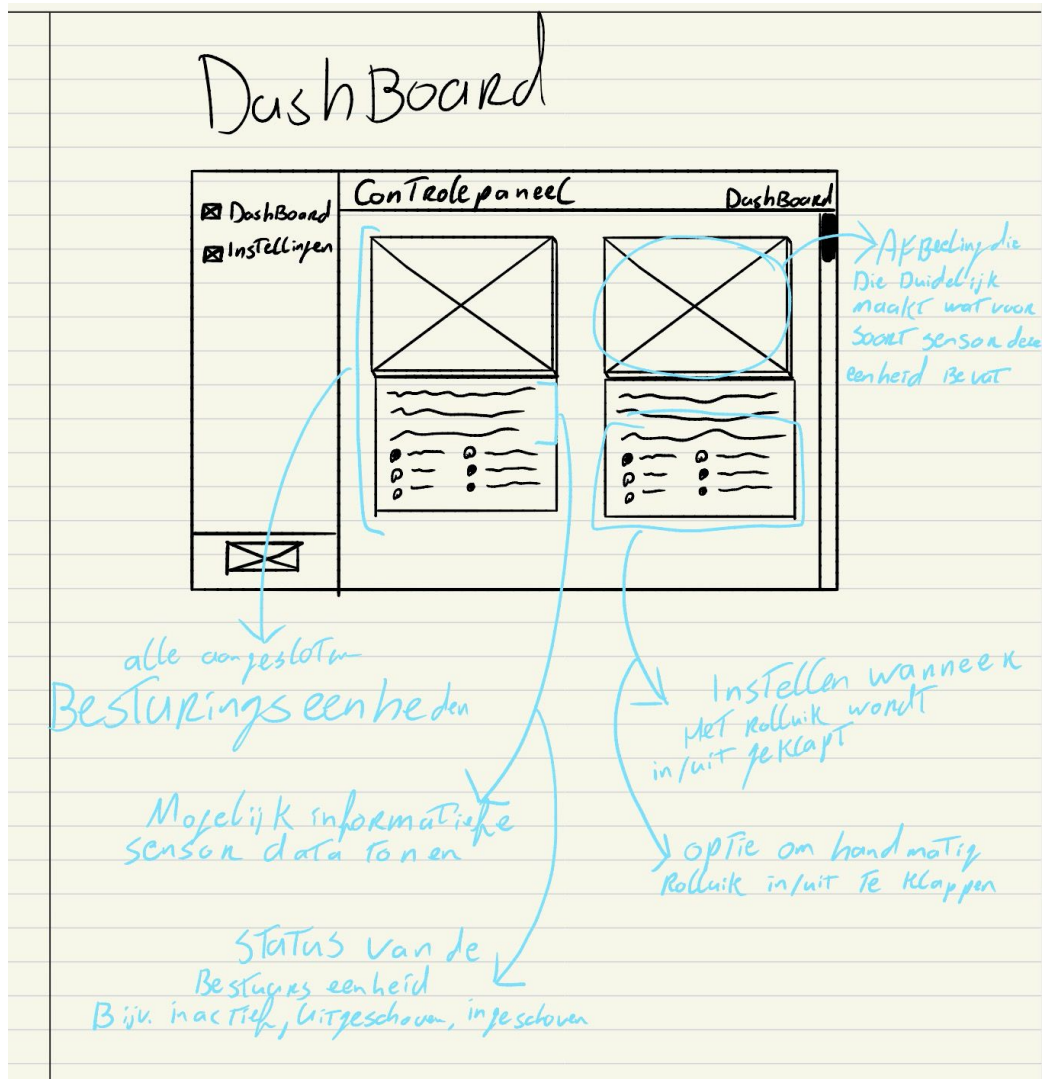 DashBoard
Controlepaneel
DashBoard
DashBoard
Instellingen
Afbeelding die
Die Duidelijk
maakt wat voor
soort sensor deze
eenheid Bevat
alle aangesloten
Besturingseenheden
Instellen wanneer
Het Rolluik wordt
in/uit geklapt
Mogelijk informatiefe
sensor data tonen
optie om handmatig
Rolluik in/uit te klappen
Status van de
Bestuurs eenheid
Bijv. inactief, uitgeschoven, ingeschoven